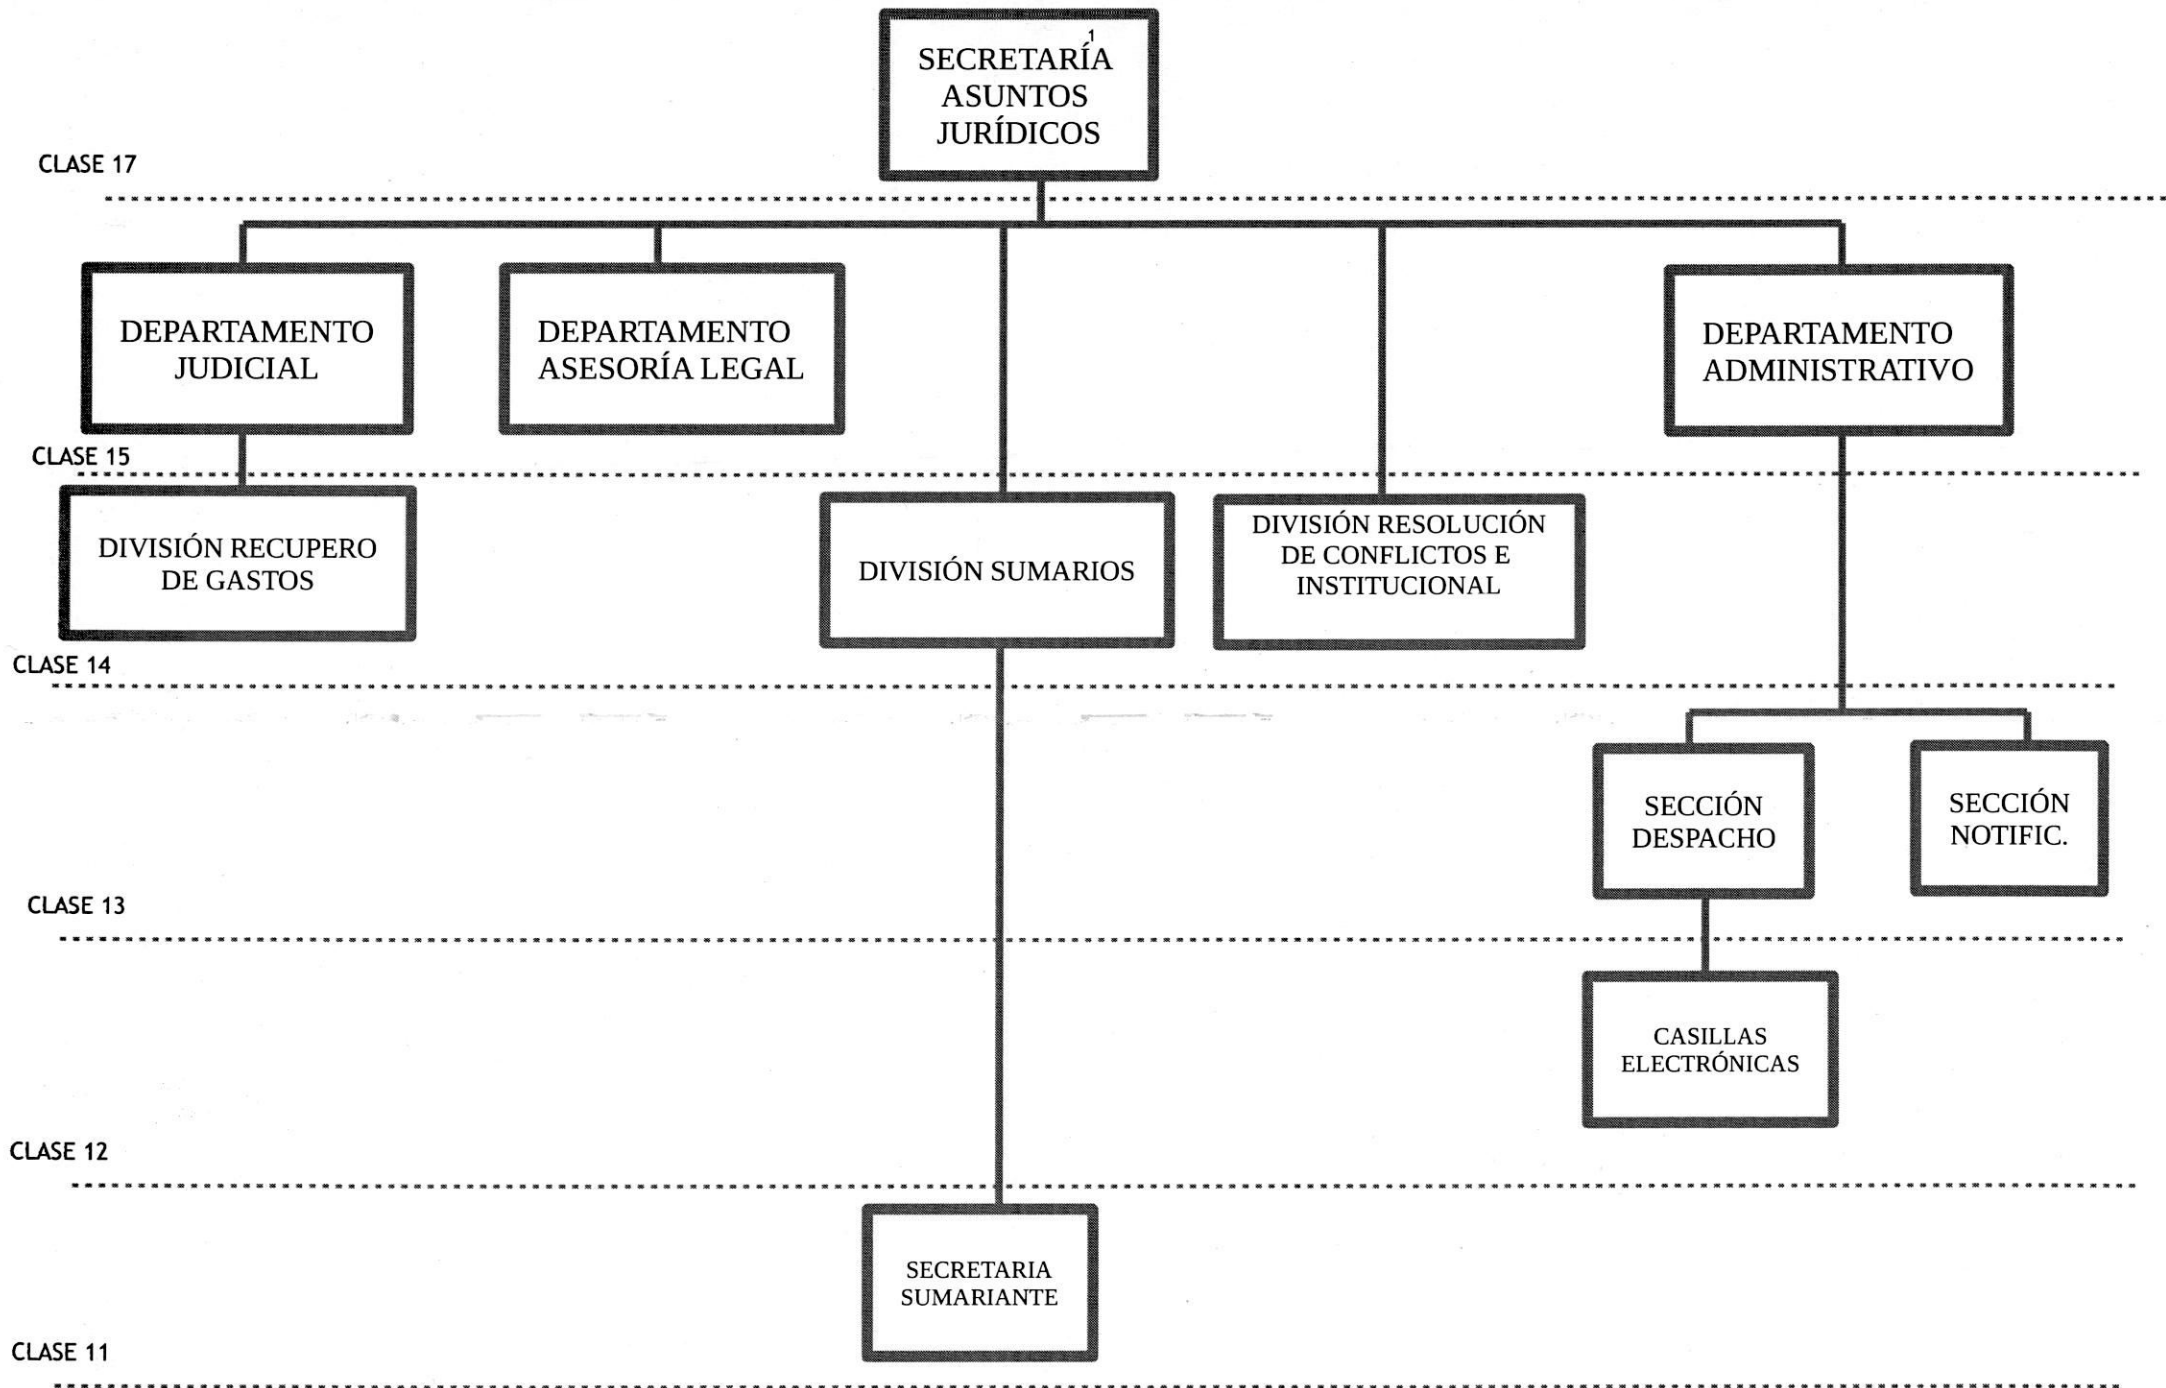 1
SECRETARÍA
ASUNTOS
JURÍDICOS
CLASE 17
DEPARTAMENTO
JUDICIAL
DEPARTAMENTO
ASESORÍA LEGAL
DEPARTAMENTO
ADMINISTRATIVO
CLASE 15
DIVISIÓN RECUPERO
DE GASTOS
DIVISIÓN SUMARIOS
DIVISIÓN RESOLUCIÓN
DE CONFLICTOS E
INSTITUCIONAL
CLASE 14
SECCIÓN
DESPACHO
SECCIÓN
NOTIFIC.
CLASE 13
CASILLAS
ELECTRÓNICAS
CLASE 12
SECRETARIA
SUMARIANTE
CLASE 11